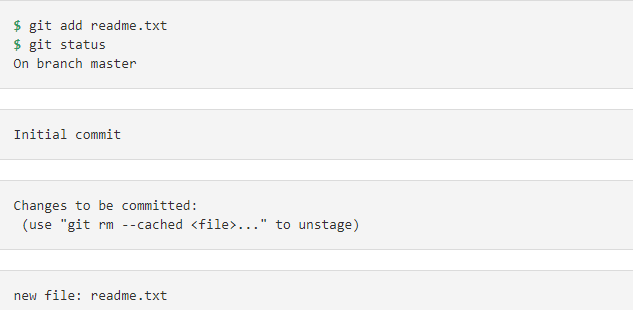 $ git add readme.txt
$ git status
On branch master
Initial commit
Changes to be committed:
(use "git rm --cached <file>..." to unstage)
new file: readme.txt